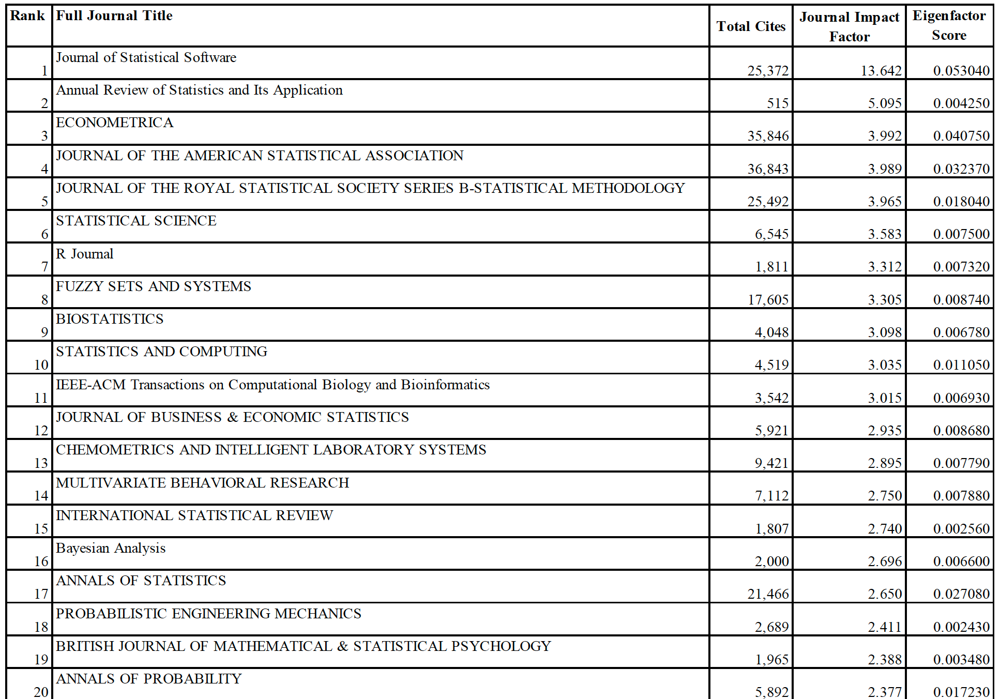 Rank Full Journal Title Total Cites Journal Impact Factor Eigenfactor Score
1 Journal of Statistical Software 25,372 13.642 0.053040
2 Annual Review of Statistics and Its Application 515 5.095 0.004250
3 ECONOMETRICA 35,846 3.992 0.040750
4 JOURNAL OF THE AMERICAN STATISTICAL ASSOCIATION 36,843 3.989 0.032370
5 JOURNAL OF THE ROYAL STATISTICAL SOCIETY SERIES B-STATISTICAL METHODOLOGY 25,492 3.965 0.018040
6 STATISTICAL SCIENCE 6,545 3.583 0.007500
7 R Journal 1,811 3.312 0.007320
8 FUZZY SETS AND SYSTEMS 17,605 3.305 0.008740
9 BIOSTATISTICS 4,048 3.098 0.006780
10 STATISTICS AND COMPUTING 4,519 3.035 0.011050
11 IEEE-ACM Transactions on Computational Biology and Bioinformatics 3,542 3.015 0.006930
12 JOURNAL OF BUSINESS & ECONOMIC STATISTICS 5,921 2.935 0.008680
13 CHEMOMETRICS AND INTELLIGENT LABORATORY SYSTEMS 9,421 2.895 0.007790
14 MULTIVARIATE BEHAVIORAL RESEARCH 7,112 2.750 0.007880
15 INTERNATIONAL STATISTICAL REVIEW 1,807 2.740 0.002560
16 Bayesian Analysis 2,000 2.696 0.006600
17 ANNALS OF STATISTICS 21,466 2.650 0.027080
18 PROBABILISTIC ENGINEERING MECHANICS 2,689 2.411 0.002430
19 BRITISH JOURNAL OF MATHEMATICAL & STATISTICAL PSYCHOLOGY 1,965 2.388 0.003480
20 ANNALS OF PROBABILITY 5,892 2.377 0.017230